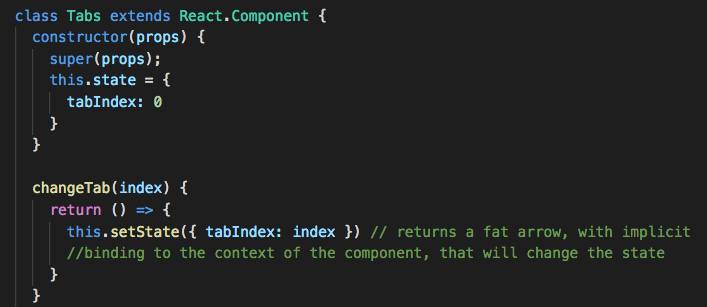 class Tabs extends React.Component {
constructor(props) {
super(props);
this.state = {
tabIndex: 0
}
}
changeTab(index) {
return () => {
this.setState({ tabIndex: index }) // returns a fat arrow, with implicit
//binding to the context of the component, that will change the state
}
}